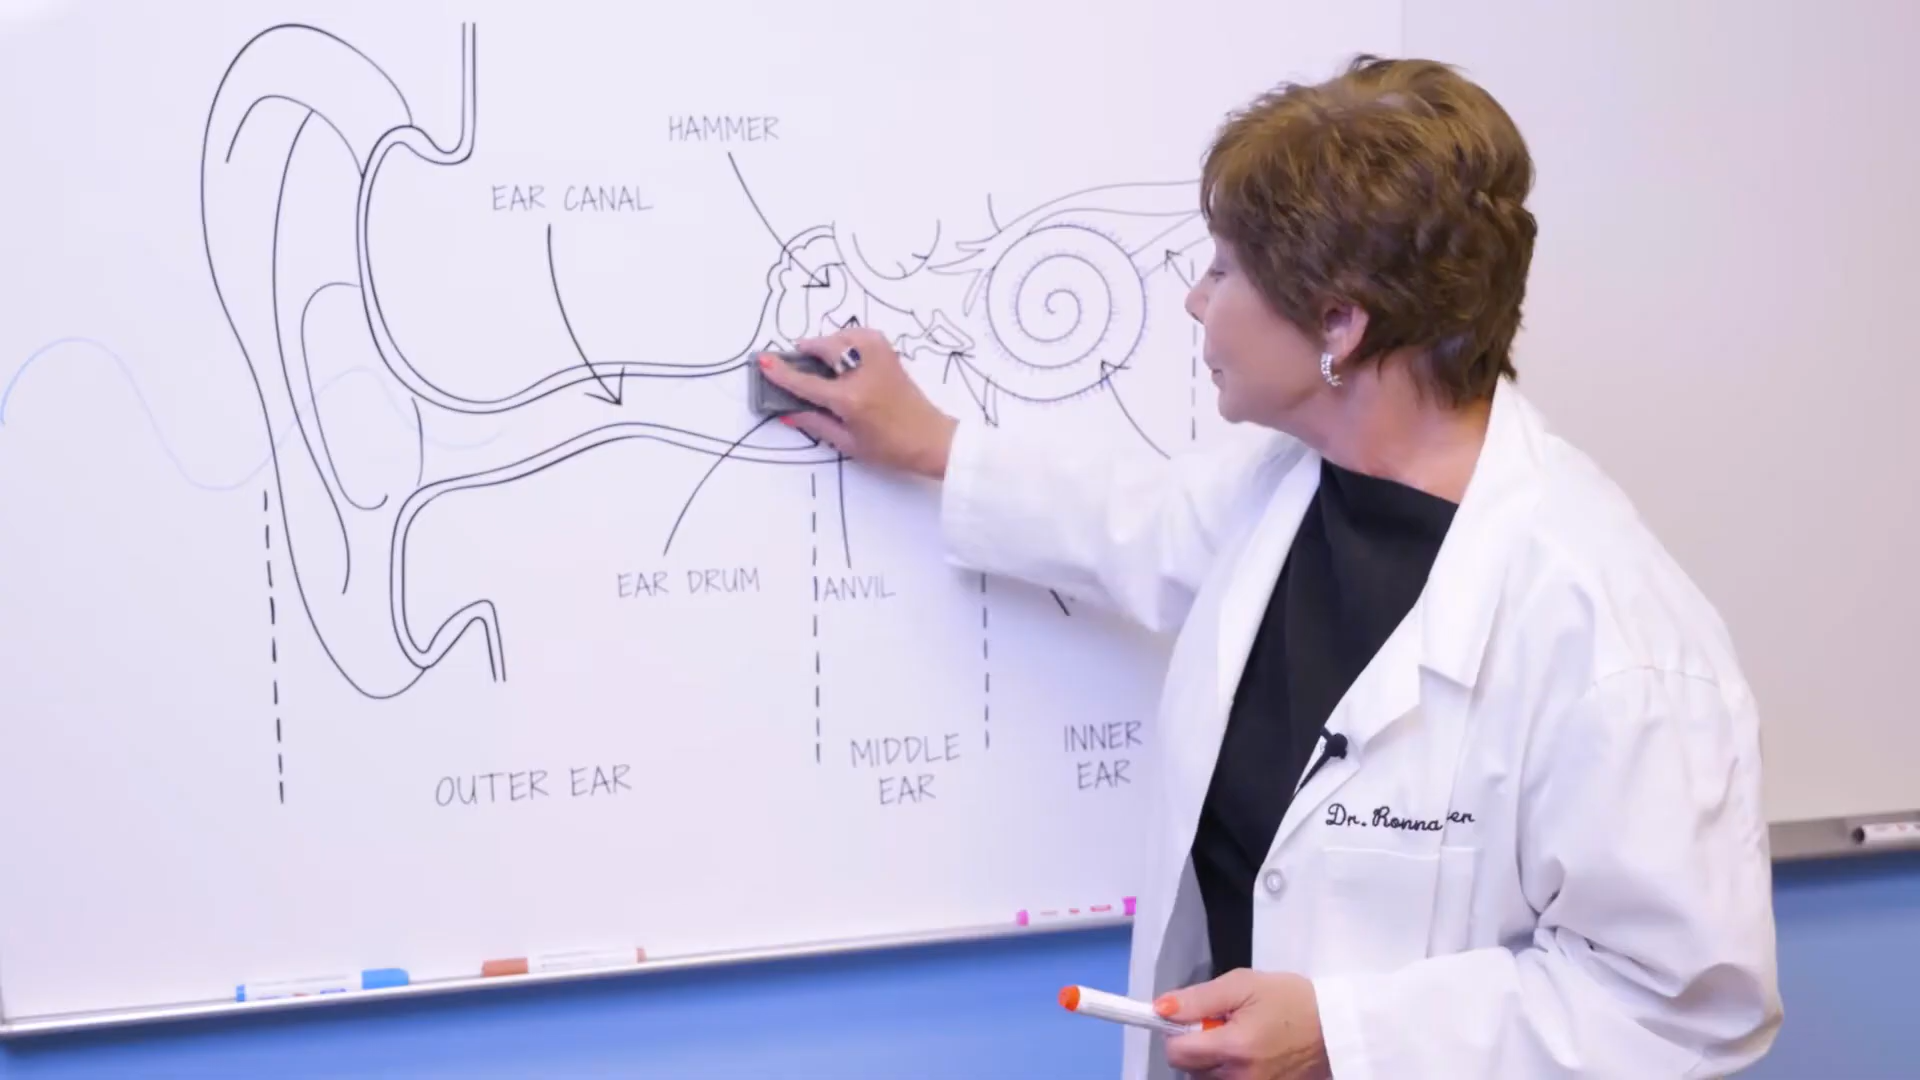 HAMMER
EAR CANAL
EAR DRUM
ANVIL
MIDDLE
EAR
INNER
EAR
OUTER EAR
Dr. Ronna